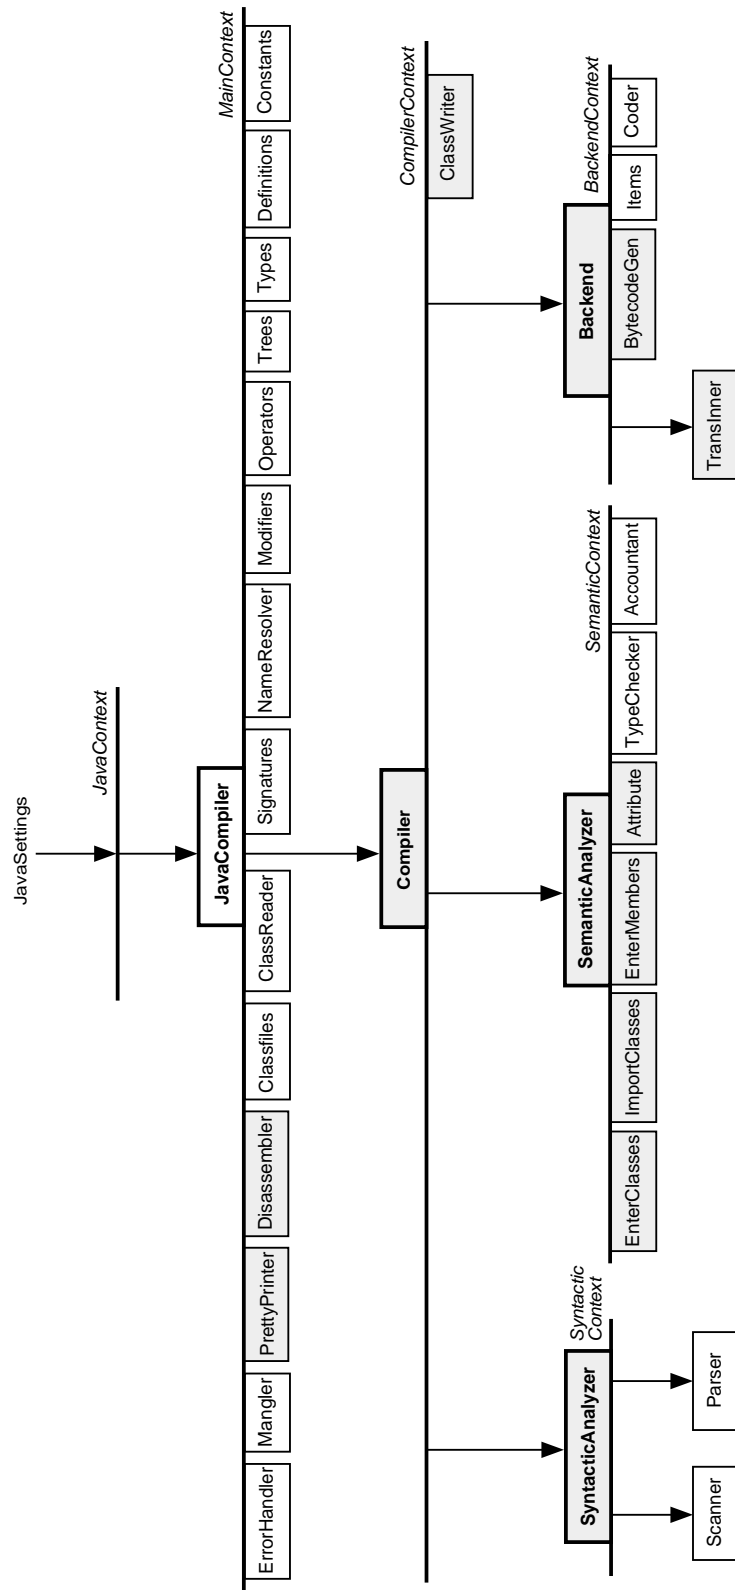 JavaSettings
JavaContext
JavaCompiler
MainContext
ErrorHandler
Mangler
PrettyPrinter
Disassembler
Classfiles
ClassReader
Signatures
NameResolver
Modifiers
Operators
Trees
Types
Definitions
Constants
Compiler
CompilerContext
ClassWriter
SyntacticAnalyzer
Syntactic
Context
Scanner
Parser
SemanticAnalyzer
SemanticContext
EnterClasses
ImportClasses
EnterMembers
Attribute
TypeChecker
Accountant
Backend
BackendContext
BytecodeGen
Items
Coder
TransInner